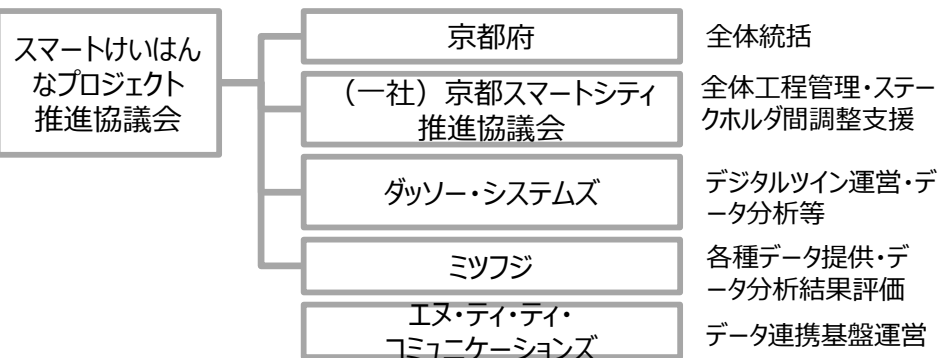 スマートけいはん
なプロジェクト
推進協議会
京都府
全体統括
（一社）京都スマートシティ
推進協議会
全体工程管理・ステー
クホルダ間調整支援
ダッソー・システムズ
デジタルツイン運営・デ
ータ分析等
ミツフジ
各種データ提供・デ
ータ分析結果評価
エヌ・ティ・ティ・
コミュニケーションズ
データ連携基盤運営